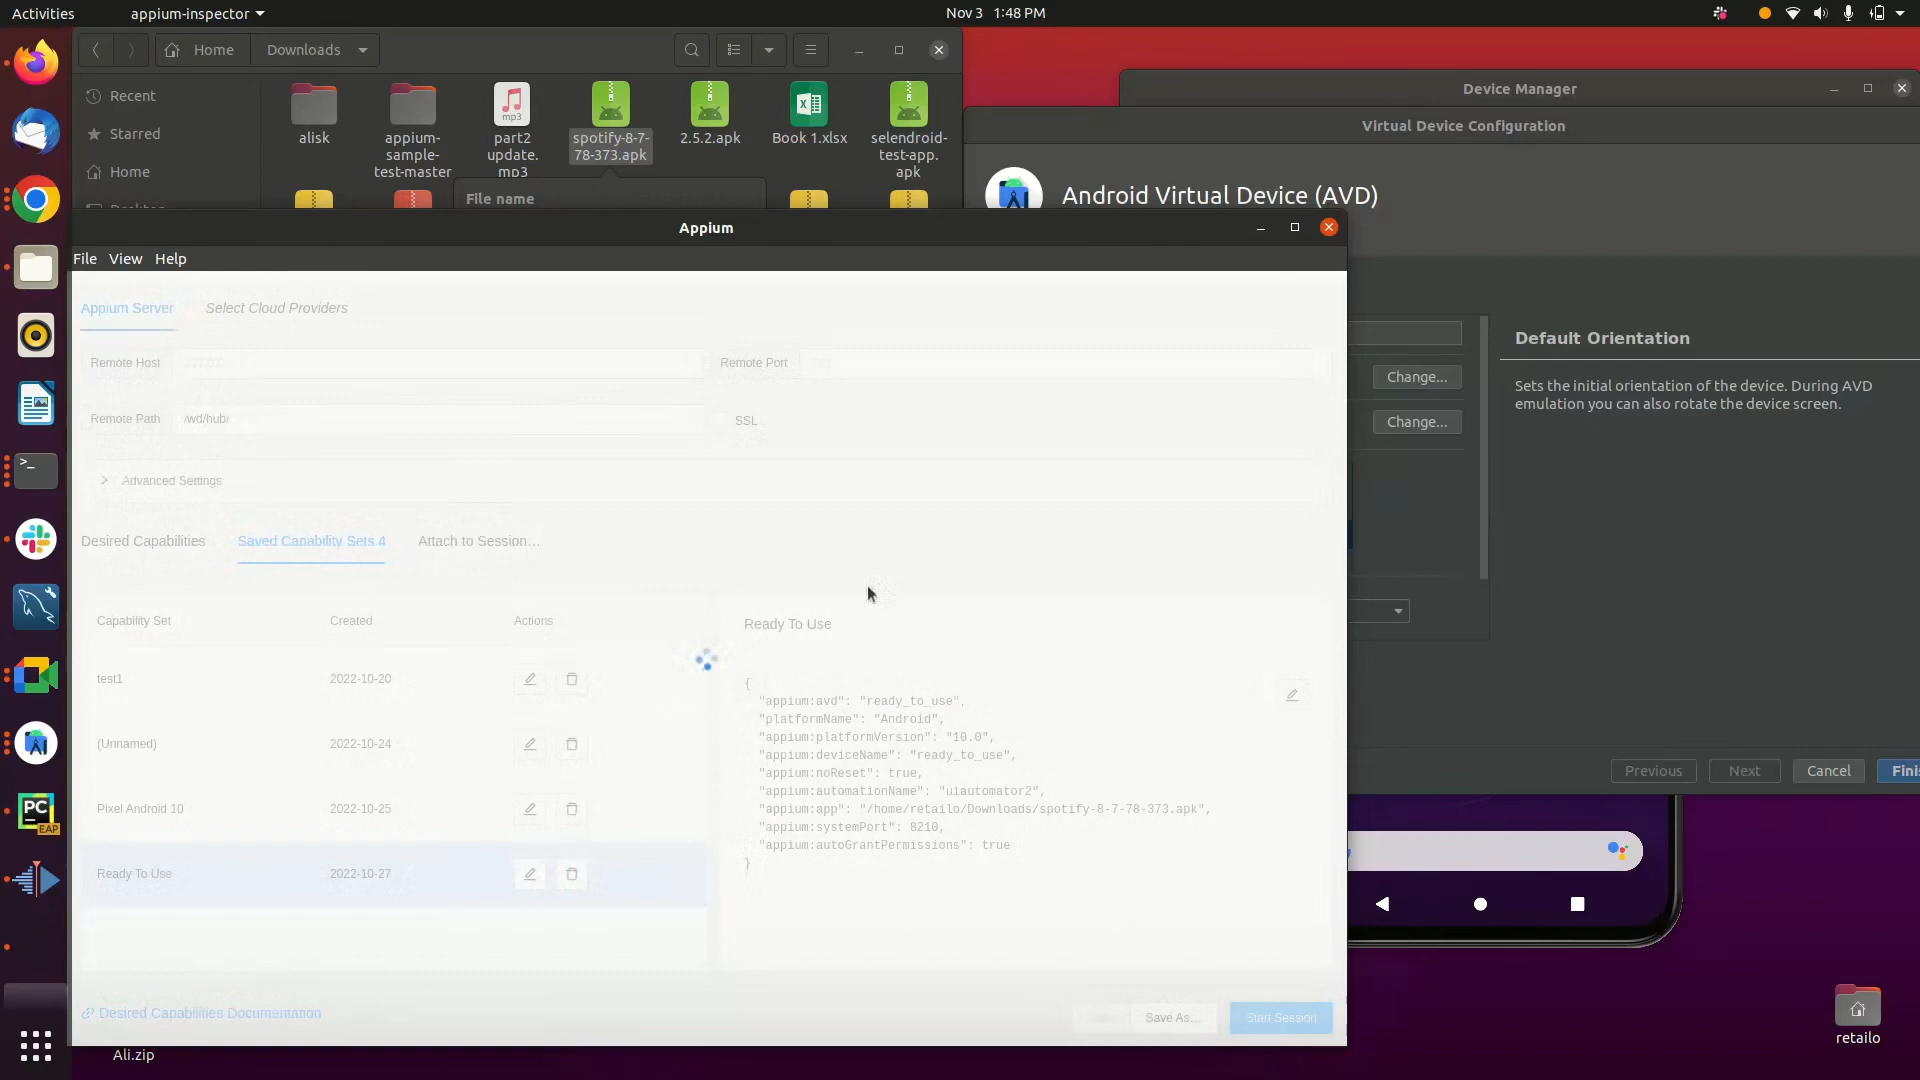 Activities
appium-inspector
Nov 3 1:48 PM
Home
Downloads
Recent
Starred
Home
alisk
appium-
sample-
test-master
mp3
part2
update.
mp3
spotify-8-7-
78-373.apk
2.5.2.apk
Book 1.xlsx
selendroid-
test-app.
apk
File name
Device Manager
Virtual Device Configuration
Android Virtual Device (AVD)
Appium
File View Help
Appium Server
Select Cloud Providers
Remote Host
Remote Port
Remote Path
/wd/hub/
SSL
Advanced Settings
Desired Capabilities
Saved Capability Sets 4
Attach to Session...
Capability Set
Created
Actions
test1
2022-10-20
(Unnamed)
2022-10-24
Pixel Android 10
2022-10-25
Ready To Use
2022-10-27
Ready To Use
{
"appium:avd": "ready_to_use",
"platformName": "Android",
"appium:platformVersion": "10.0",
"appium:deviceName": "ready_to_use",
"appium:noReset": true,
"appium:automationName": "uiautomator2",
"appium:app": "/home/retailo/Downloads/spotify-8-7-78-373.apk",
"appium:systemPort": 8210,
"appium:autoGrantPermissions": true
}
Desired Capabilities Documentation
Save As...
Start Session
Change...
Change...
Default Orientation
Sets the initial orientation of the device. During AVD
emulation you can also rotate the device screen.
Previous
Next
Cancel
PC
EAP
Ali.zip
retailo